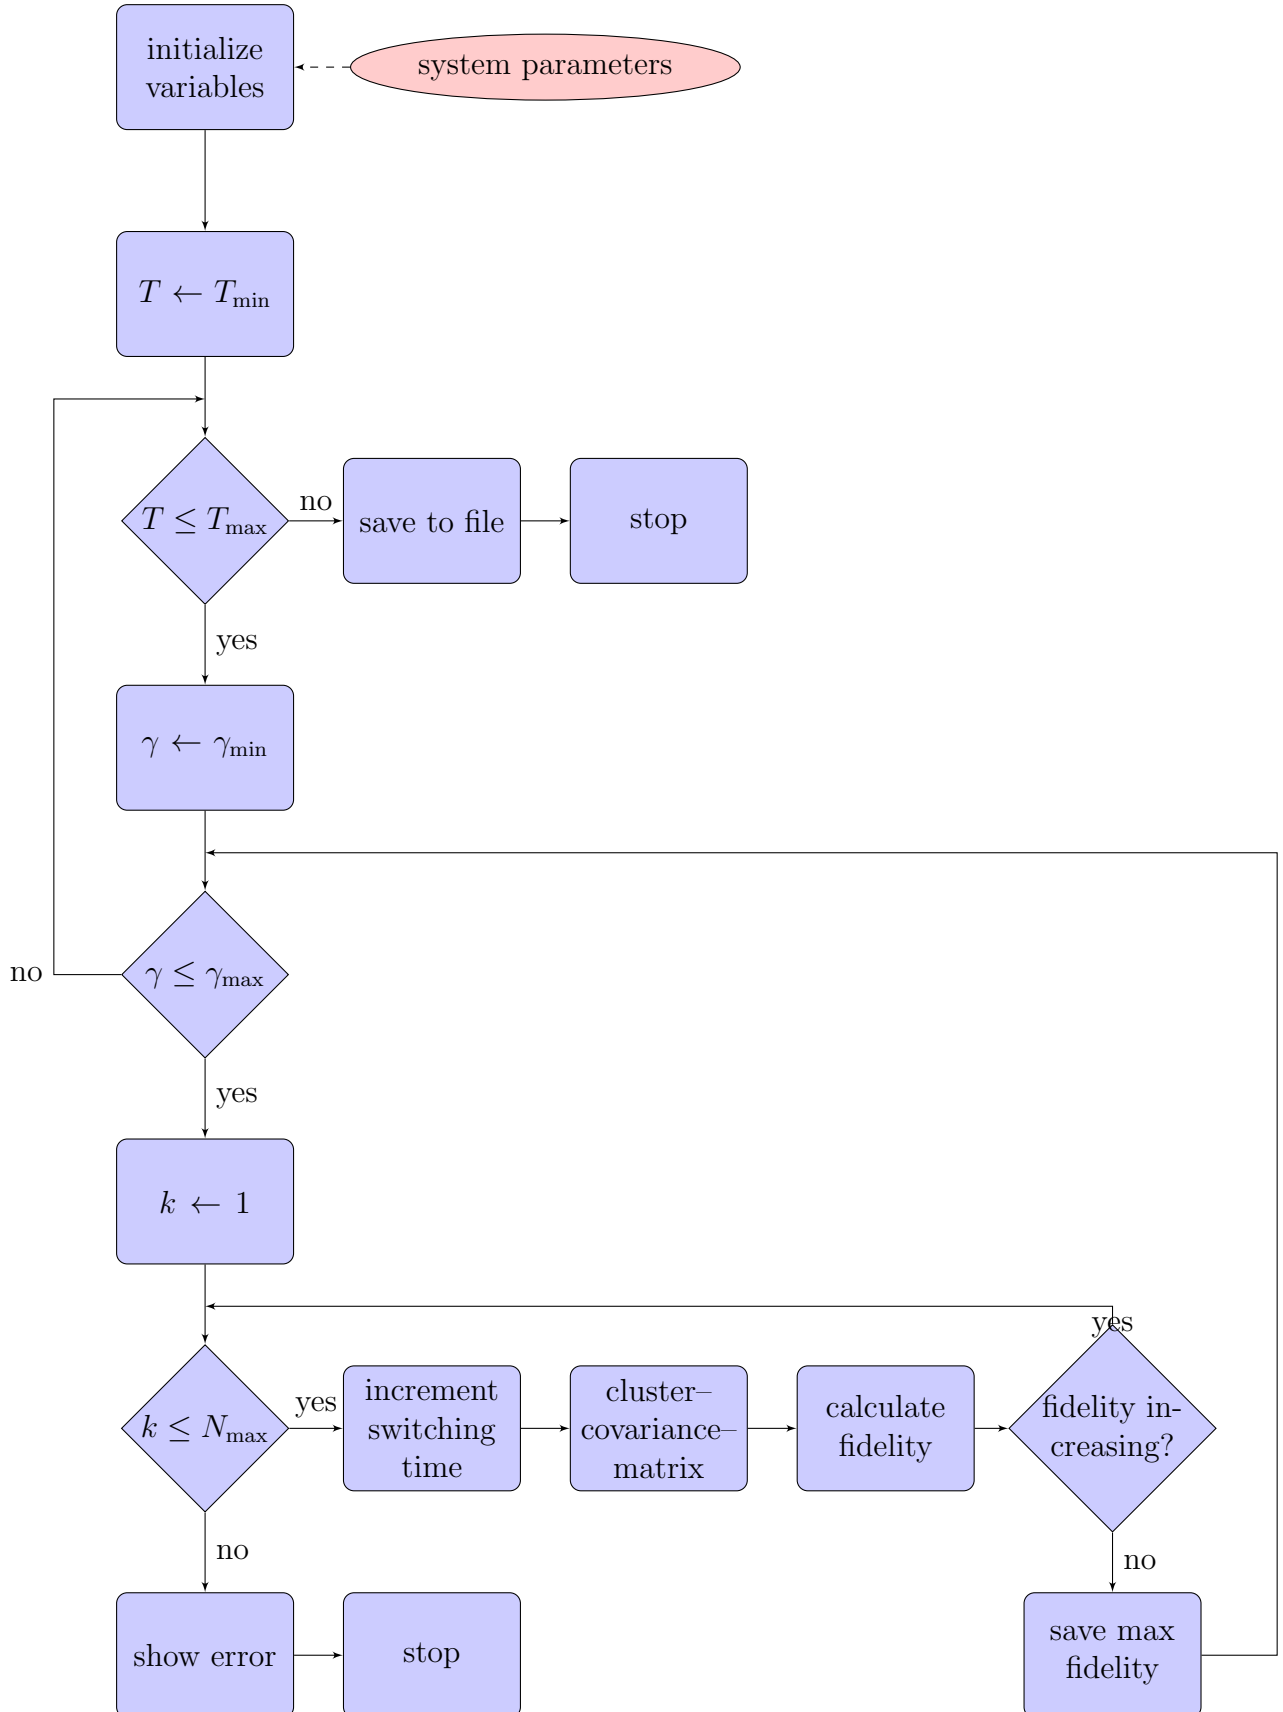 initialize
variables
system parameters
T ← T_min
T ≤ T_max
no
save to file
stop
yes
γ ← γ_min
no
γ ≤ γ_max
yes
k ← 1
k ≤ N_max
yes
increment
switching
time
cluster–
covariance–
matrix
calculate
fidelity
yes
fidelity in-
creasing?
no
no
show error
stop
save max
fidelity